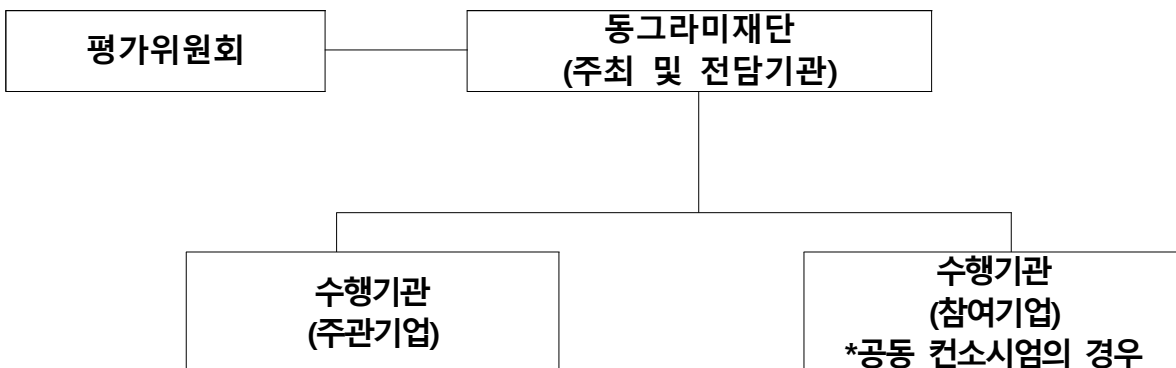 평가위원회
동그라미재단
(주최 및 전담기관)
수행기관
(주관기업)
수행기관
(참여기업)
*공동 컨소시엄의 경우